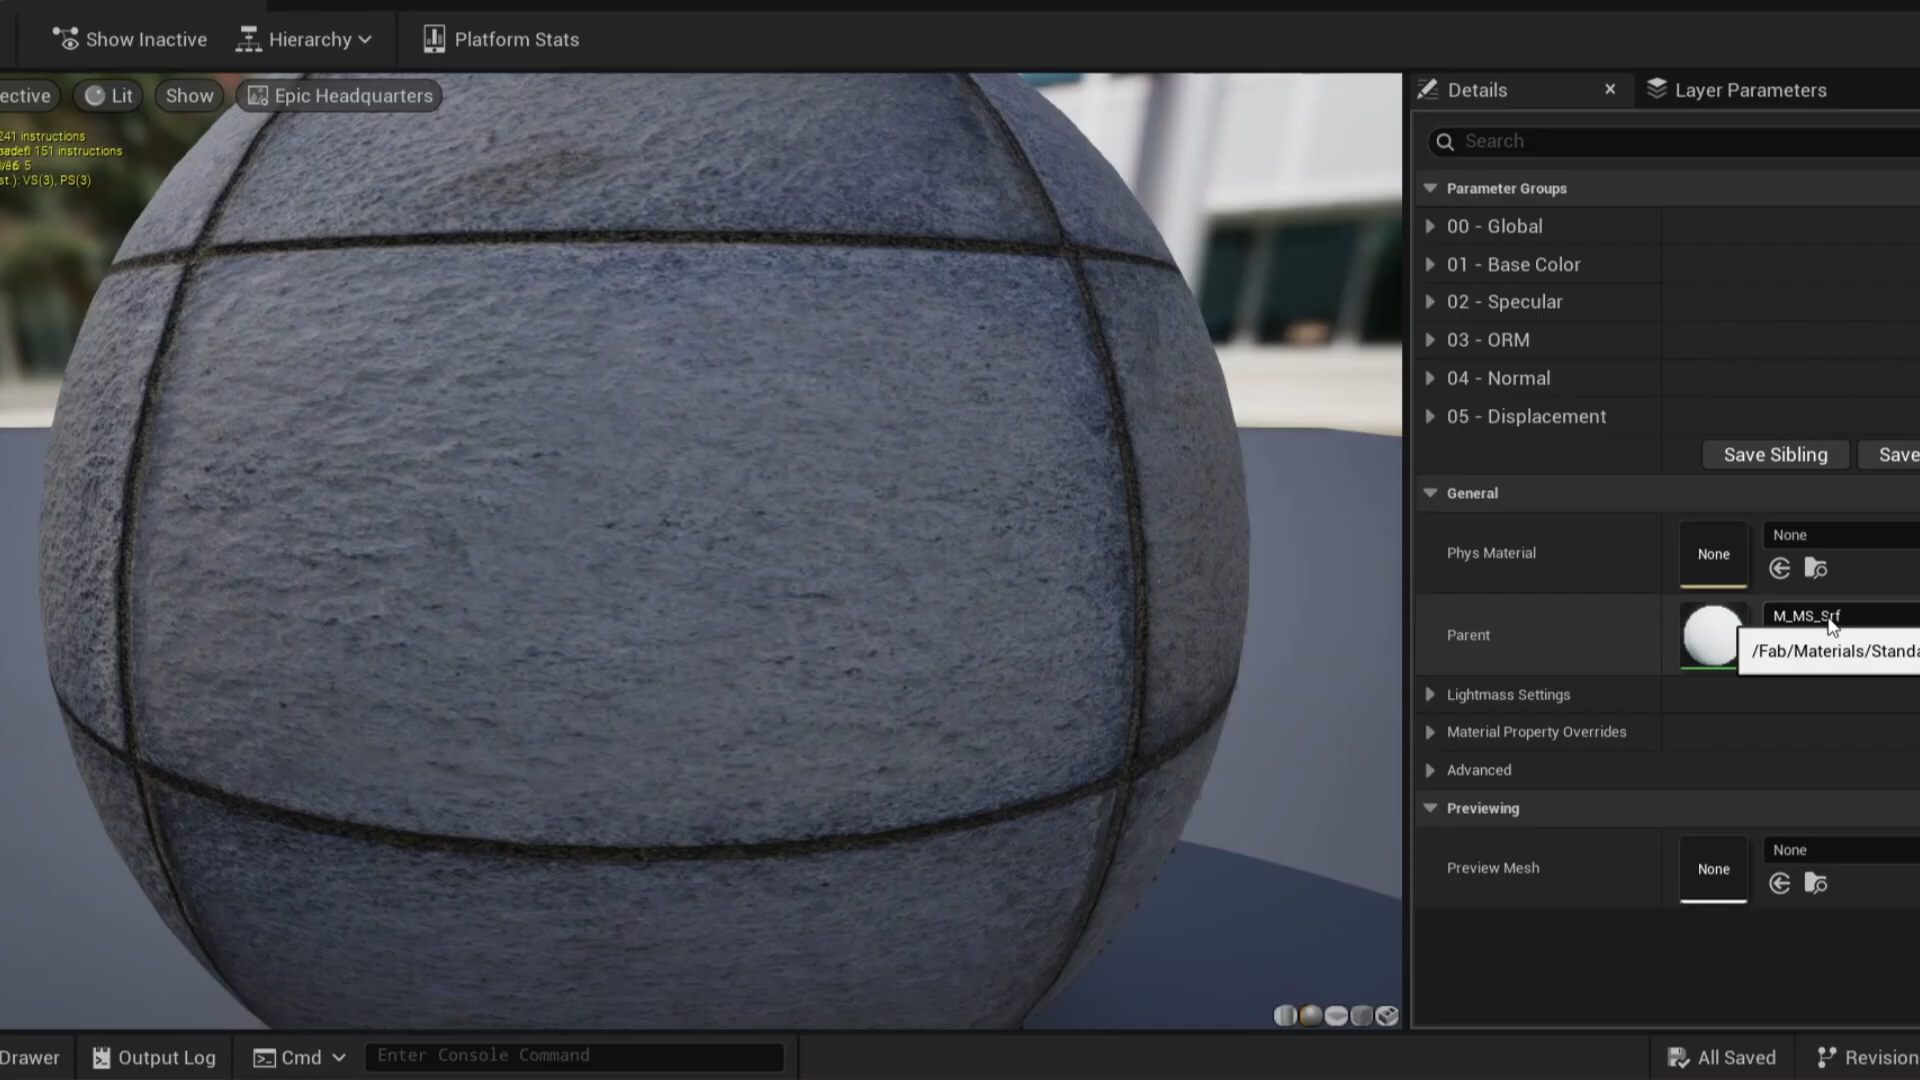 Show Inactive
Hierarchy
Platform Stats
ective
Lit
Show
Epic Headquarters
241 instructions
151 instructions
5
st.): VS(3), PS(3)
Details
Layer Parameters
Search
Parameter Groups
00 - Global
01 - Base Color
02 - Specular
03 - ORM
04 - Normal
05 - Displacement
Save Sibling
Save
General
Phys Material
None
None
Parent
M_MS_Srf
/Fab/Materials/Standa
Lightmass Settings
Material Property Overrides
Advanced
Previewing
Preview Mesh
None
None
Drawer
Output Log
Cmd
Enter Console Command
All Saved
Revision